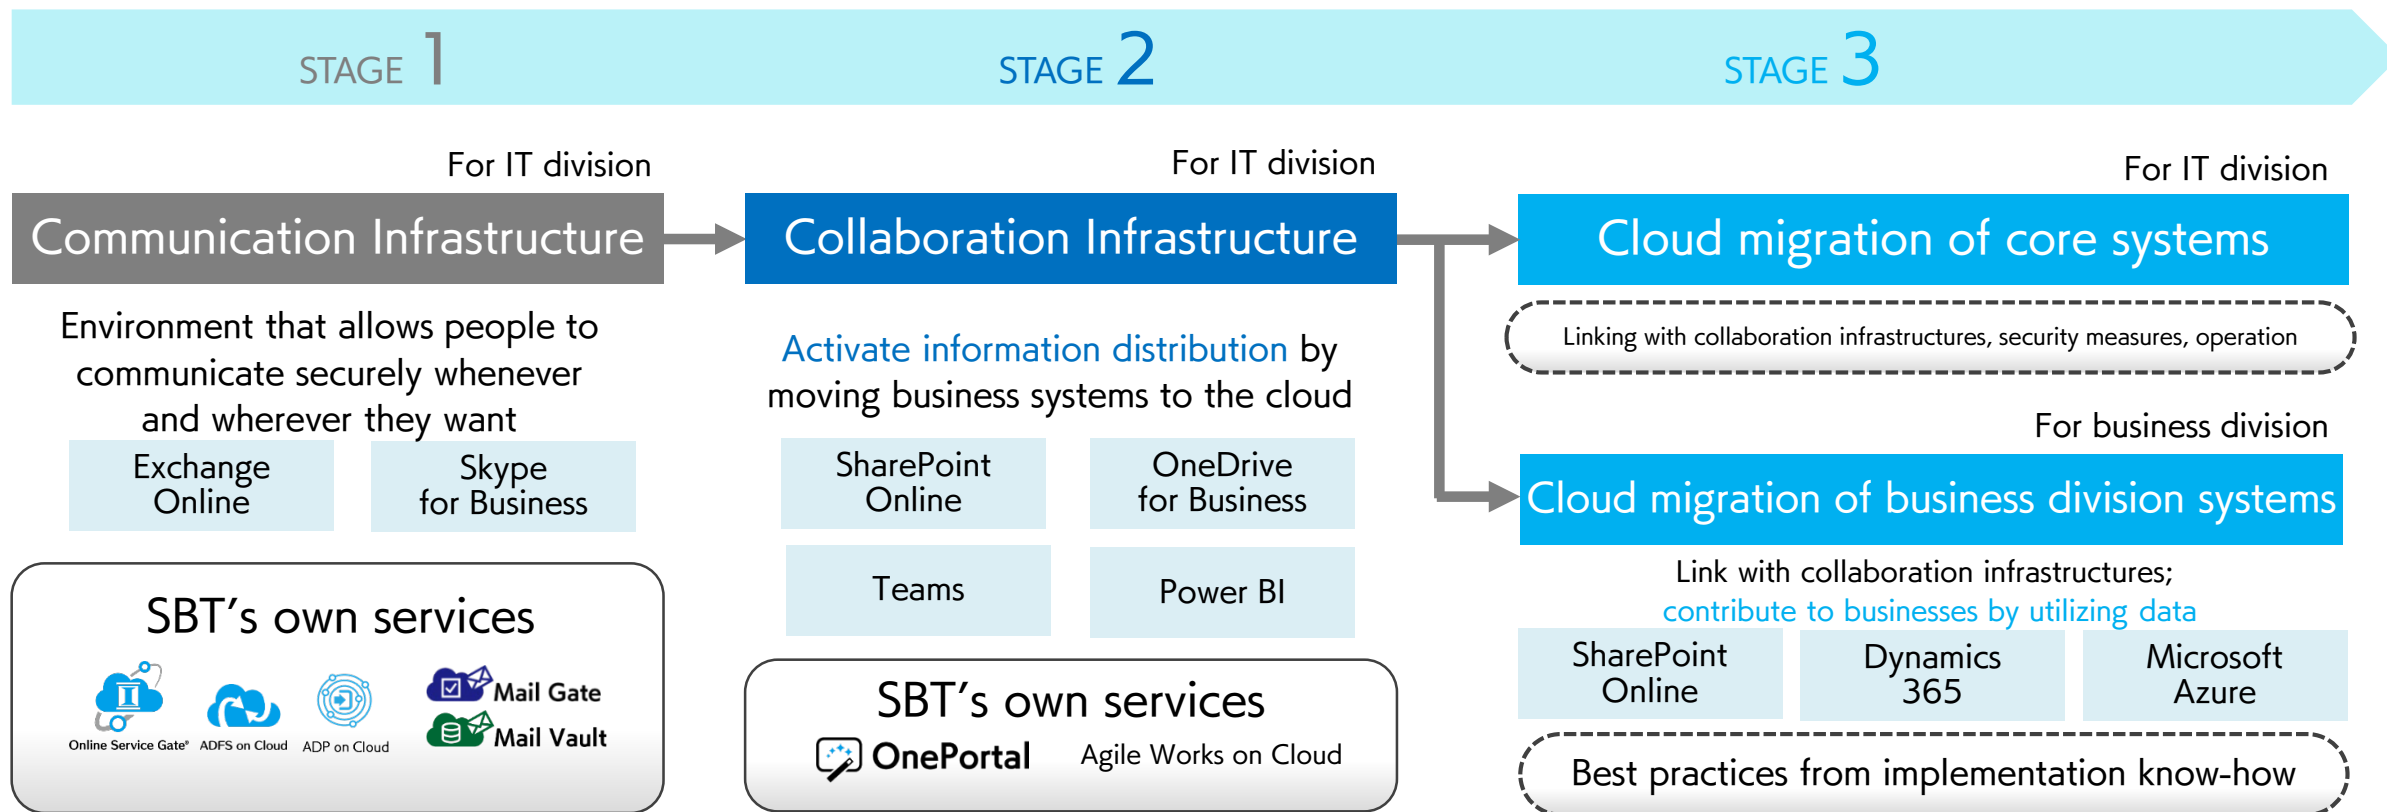 STAGE 1
STAGE 2
STAGE 3
For IT division
Communication Infrastructure
Environment that allows people to
communicate securely whenever
and wherever they want
Exchange
Online
Skype
for Business
SBT's own services
Online Service Gate®
ADFS on Cloud
ADP on Cloud
Mail Gate
Mail Vault
For IT division
Collaboration Infrastructure
Activate information distribution by
moving business systems to the cloud
SharePoint
Online
OneDrive
for Business
Teams
Power BI
SBT's own services
OnePortal
Agile Works on Cloud
For IT division
Cloud migration of core systems
Linking with collaboration infrastructures, security measures, operation
For business division
Cloud migration of business division systems
Link with collaboration infrastructures;
contribute to businesses by utilizing data
SharePoint
Online
Dynamics
365
Microsoft
Azure
Best practices from implementation know-how